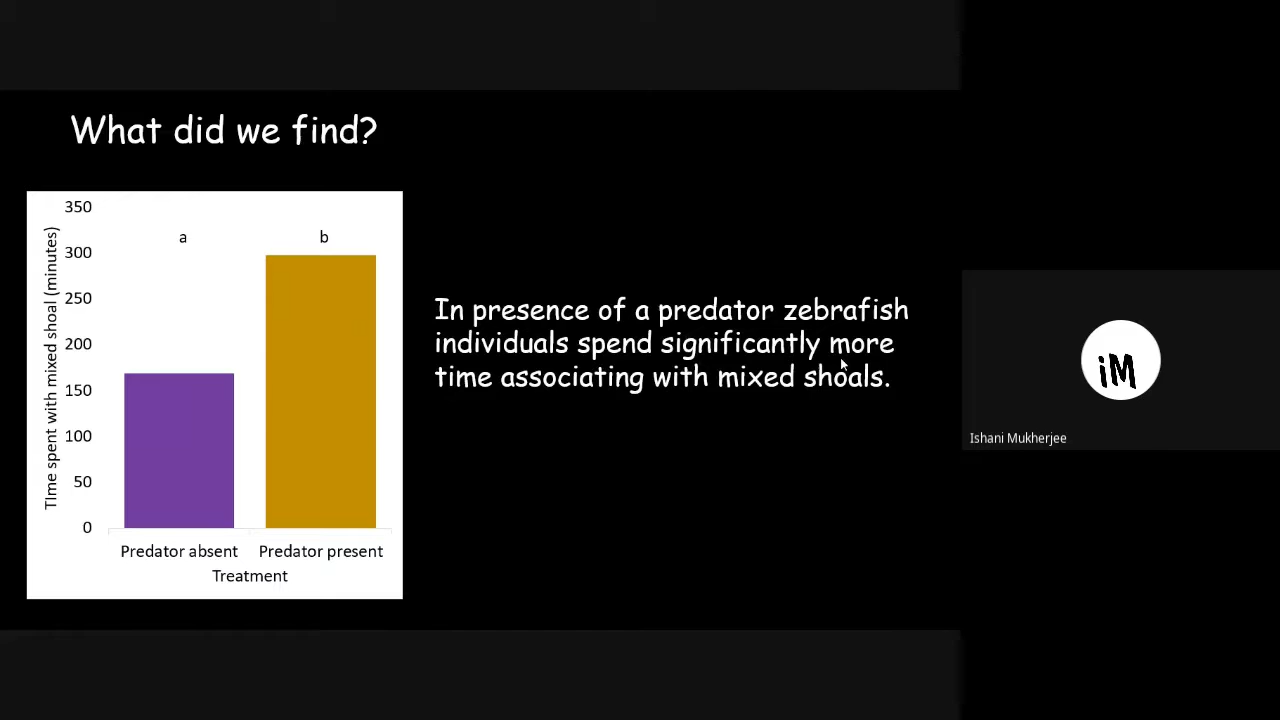 What did we find?
350
300
250
200
150
100
50
0
TIme spent with mixed shoal (minutes)
a
b
Predator absent
Predator present
Treatment
In presence of a predator zebrafish
individuals spend significantly more
time associating with mixed shoals.
iM
Ishani Mukherjee